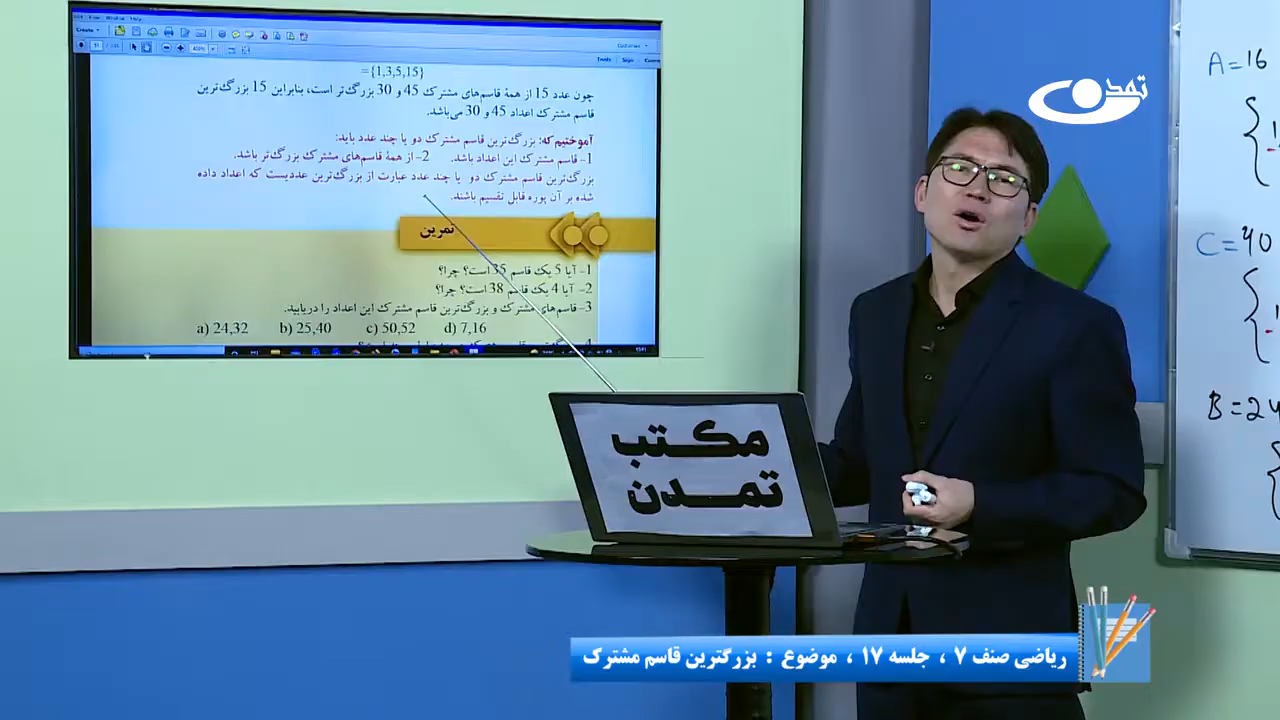 ={1,3,5,15}
چون عدد 15 از همهٔ قاسم‌های مشترک 45 و 30 بزرگ‌تر است، بنابراین 15 بزرگ‌ترین
قاسم مشترک اعداد 45 و 30 می‌باشد.
آموختیم که: بزرگ‌ترین قاسم مشترک دو یا چند عدد باید:
1- قاسم مشترک این اعداد باشد. 2- از همهٔ قاسم‌های مشترک بزرگ‌تر باشد.
بزرگ‌ترین قاسم مشترک دو یا چند عدد عبارت از بزرگ‌ترین عددیست که اعداد داده
شده بر آن پوره قابل تقسیم باشند.
تمرین
1- آیا 5 یک قاسم 35 است؟ چرا؟
2- آیا 4 یک قاسم 38 است؟ چرا؟
3- قاسم‌های مشترک و بزرگ‌ترین قاسم مشترک این اعداد را دریابید.
a) 24,32 b) 25,40 c) 50,52 d) 7,16
تمدن
A=16
C=40
B=24
مکتب
تمدن
ریاضی صنف ۷ ، جلسه ۱۷ ، موضوع : بزرگترین قاسم مشترک